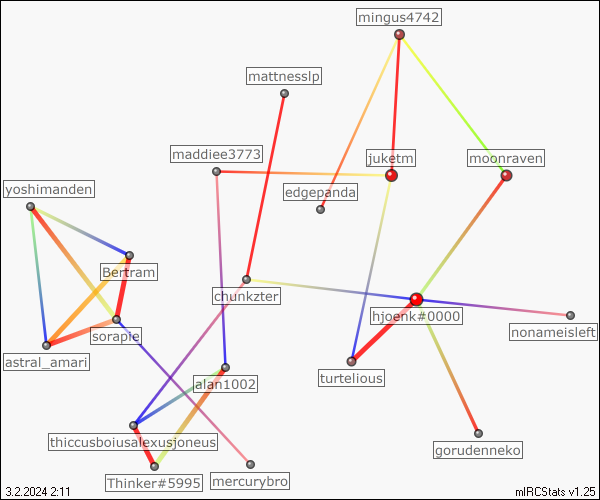 mingus4742
mattnesslp
maddiee3773
juketm
moonraven
yoshimanden
edgepanda
Bertram
chunkzter
hjoenk#0000
sorapie
nonameisleft
astral_amari
turtelious
alan1002
thiccusboiusalexusjoneus
gorudenneko
Thinker#5995
mercurybro
3.2.2024 2:11
mIRCStats v1.25